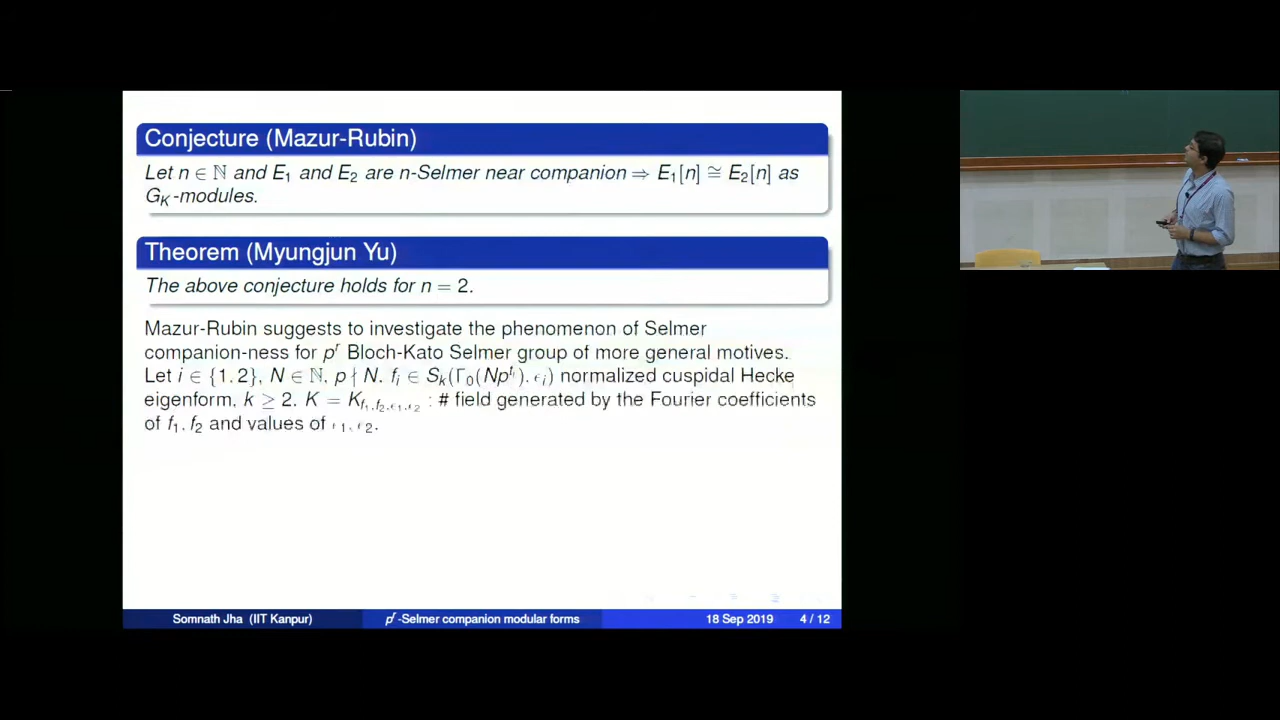 Conjecture (Mazur-Rubin)
Let n ∈ ℕ and E₁ and E₂ are n-Selmer near companion ⇒ E₁[n] ≅ E₂[n] as
G_K-modules.
Theorem (Myungjun Yu)
The above conjecture holds for n = 2.
Mazur-Rubin suggests to investigate the phenomenon of Selmer
companion-ness for pʳ Bloch-Kato Selmer group of more general motives.
Let i ∈ {1, 2}, N ∈ ℕ, p ∤ N. f_i ∈ S_k(Γ₀(Np^{t_i}), ϵ_i) normalized cuspidal Hecke
eigenform, k ≥ 2. K = K_{f₁,f₂,ϵ₁,ϵ₂} : # field generated by the Fourier coefficients
of f₁, f₂ and values of ϵ₁, ϵ₂.
Somnath Jha (IIT Kanpur) pʳ-Selmer companion modular forms 18 Sep 2019 4 / 12